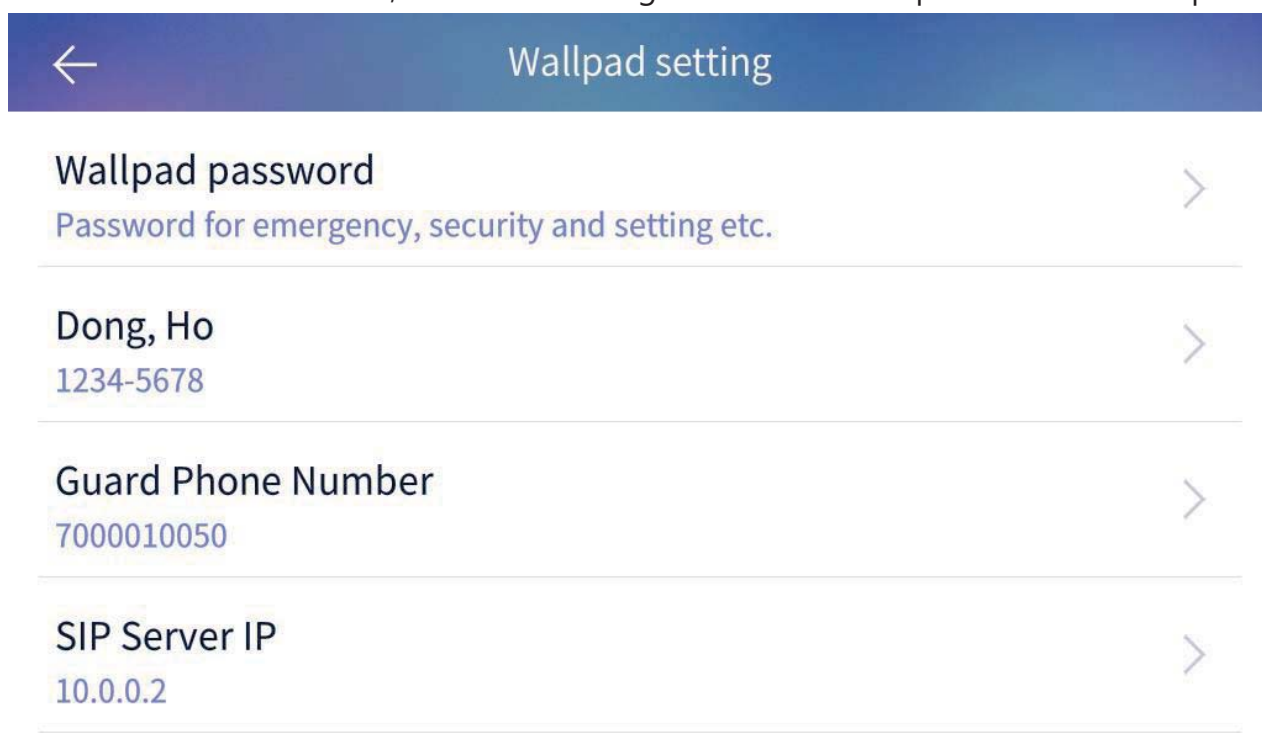 Wallpad setting
Wallpad password
Password for emergency, security and setting etc.
Dong, Ho
1234-5678
Guard Phone Number
7000010050
SIP Server IP
10.0.0.2